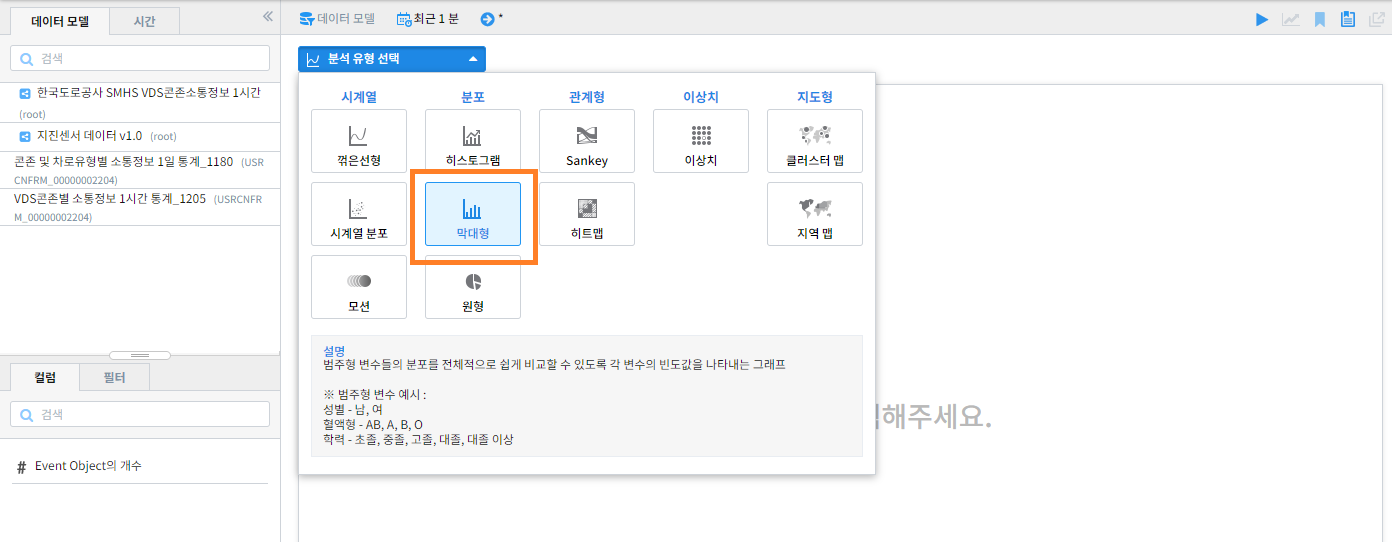 데이터 모델
시간
데이터 모델
최근 1 분
*
검색
한국도로공사 SMHS VDS콘존소통정보 1시간
(root)
지진센서 데이터 v1.0 (root)
콘존 및 차로유형별 소통정보 1일 통계_1180 (USR
CNFRM_00000002204)
VDS콘존별 소통정보 1시간 통계_1205 (USRCNFR
M_00000002204)
컬럼
필터
검색
# Event Object의 개수
분석 유형 선택
시계열
분포
관계형
이상치
지도형
꺾은선형
히스토그램
Sankey
이상치
클러스터 맵
시계열 분포
막대형
히트맵
지역 맵
모션
원형
설명
범주형 변수들의 분포를 전체적으로 쉽게 비교할 수 있도록 각 변수의 빈도값을 나타내는 그래프
※ 범주형 변수 예시 :
성별 - 남, 여
혈액형 - AB, A, B, O
학력 - 초졸, 중졸, 고졸, 대졸, 대졸 이상
해주세요.